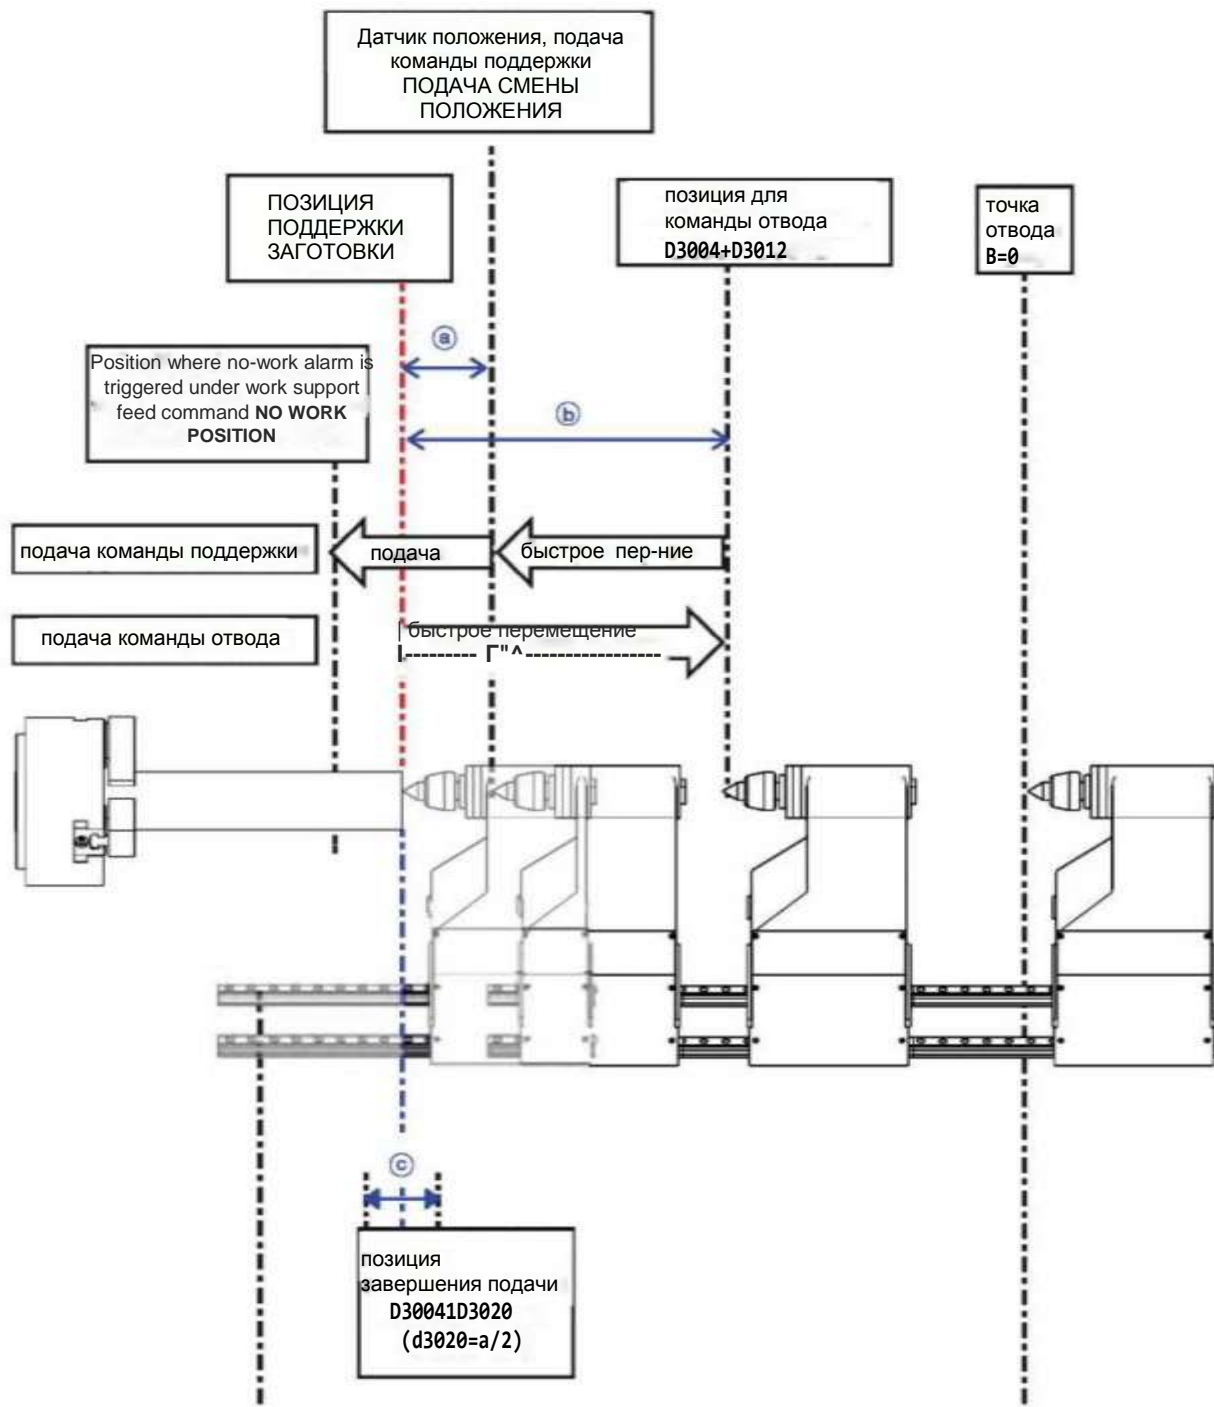 Датчик положения, подача
команды поддержки
ПОДАЧА СМЕНЫ
ПОЛОЖЕНИЯ
ПОЗИЦИЯ
ПОДДЕРЖКИ
ЗАГОТОВКИ
позиция для
команды отвода
D3004+D3012
точка
отвода
B=0
ⓐ
Position where no-work alarm is
triggered under work support
feed command NO WORK
POSITION
ⓑ
подача команды поддержки
подача
быстрое пер-ние
подача команды отвода
быстрое перемещение
Г"^
ⓒ
позиция
завершения подачи
D30041D3020
(d3020=a/2)